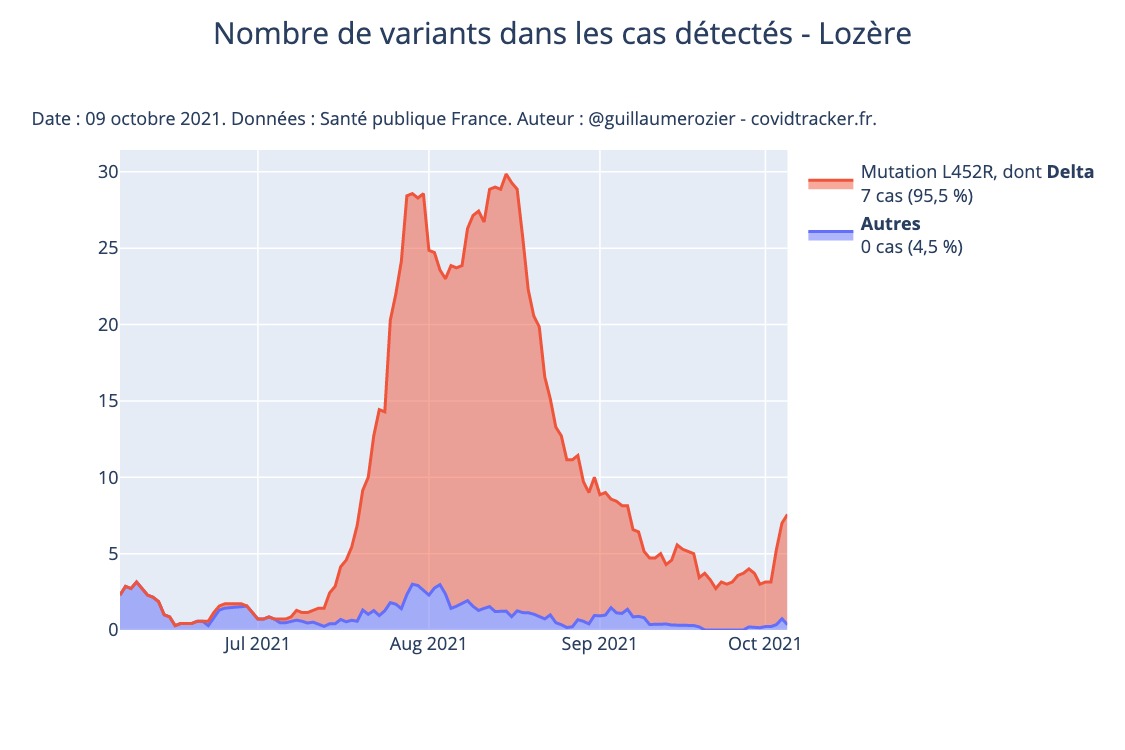 Nombre de variants dans les cas détectés - Lozère
Date : 09 octobre 2021. Données : Santé publique France. Auteur : @guillaumerozier - covidtracker.fr.
30
25
20
15
10
5
0
Jul 2021
Aug 2021
Sep 2021
Oct 2021
Mutation L452R, dont Delta
7 cas (95,5 %)
Autres
0 cas (4,5 %)